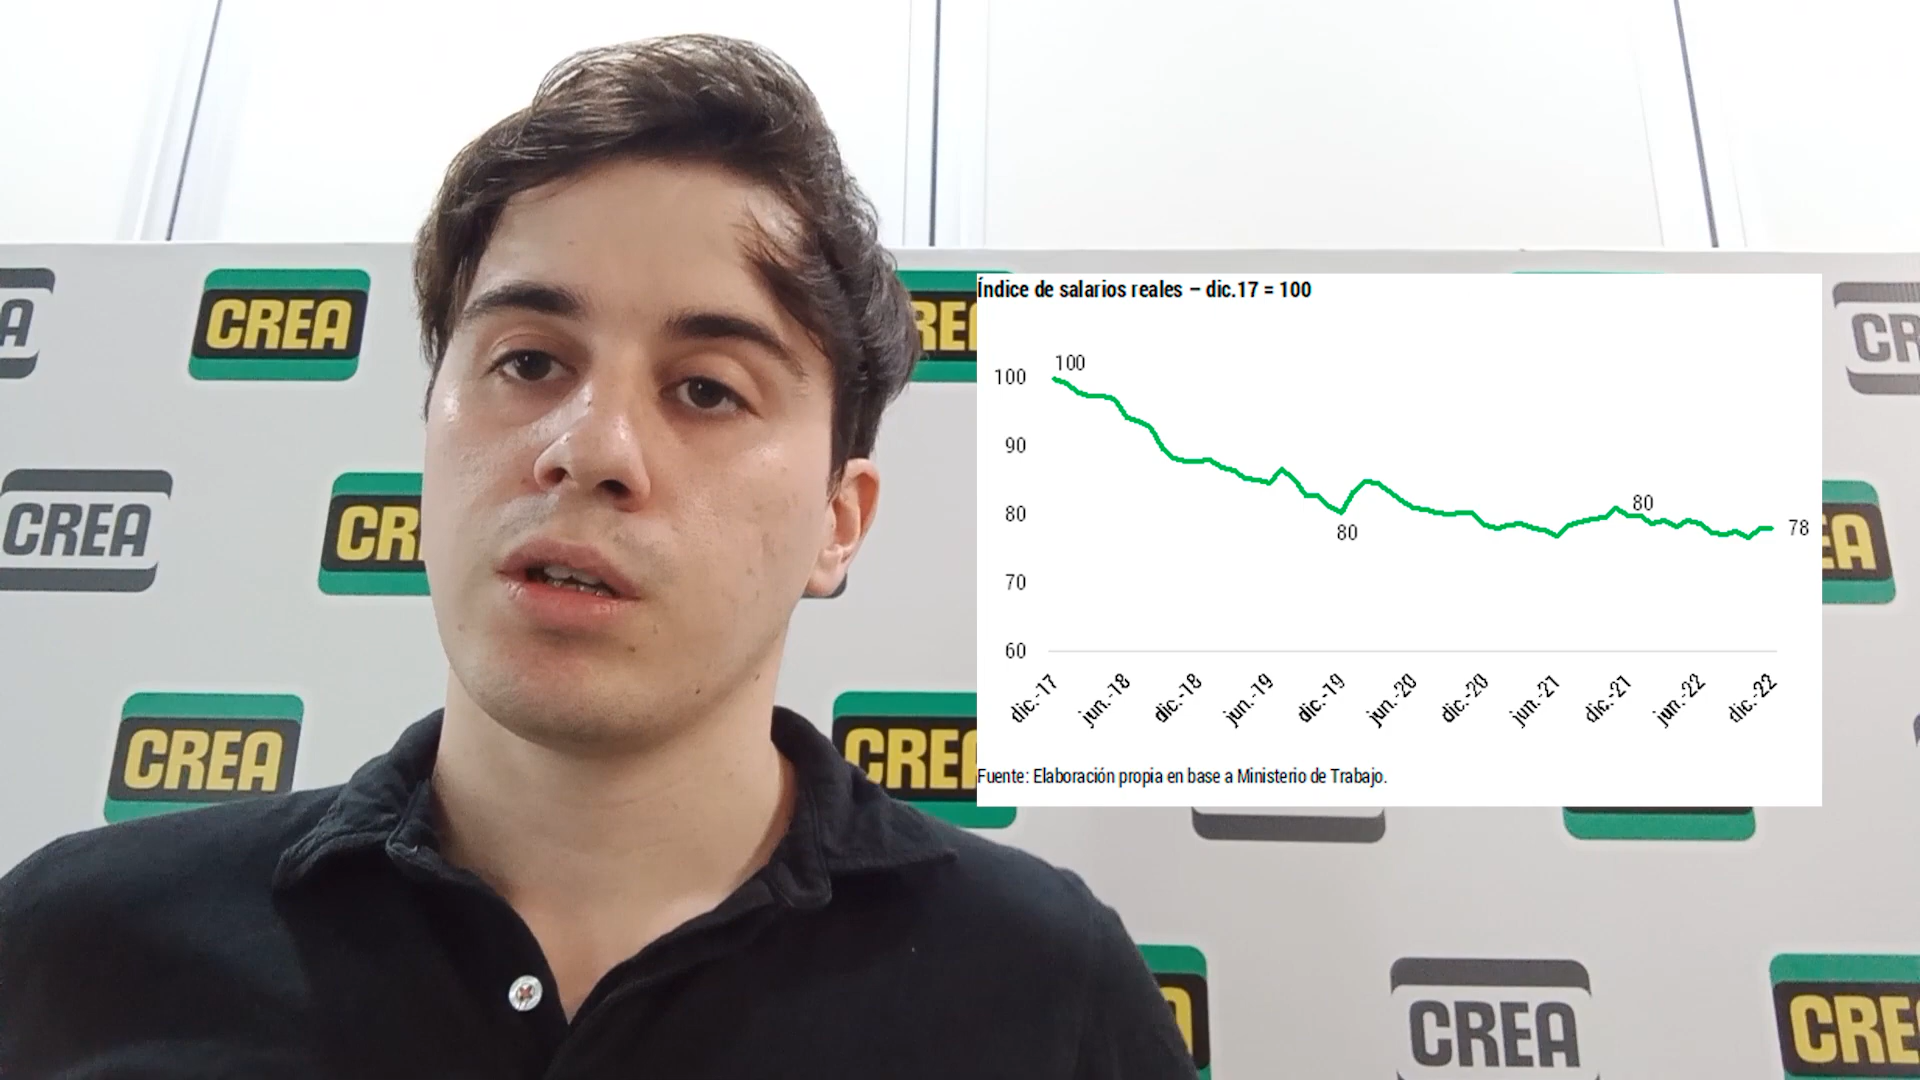 CREA
CREA
CREA
CREA
CREA
CREA
CREA
Índice de salarios reales – dic.17 = 100
100
100
90
80
80
80
78
70
60
dic.-17
jun.-18
dic.-18
jun.-19
dic.-19
jun.-20
dic.-20
jun.-21
dic.-21
jun.-22
dic.-22
Fuente: Elaboración propia en base a Ministerio de Trabajo.